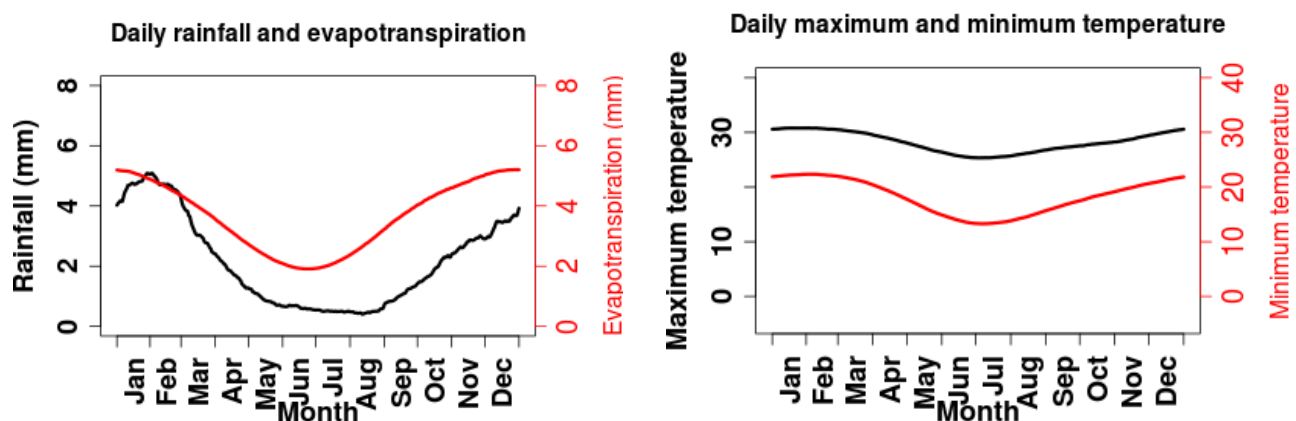 Daily rainfall and evapotranspiration
Rainfall (mm)
8
6
4
2
0
8
6
4
2
0
Evapotranspiration (mm)
Jan
Feb
Mar
Apr
May
Jun
Jul
Aug
Sep
Oct
Nov
Dec
Month
Daily maximum and minimum temperature
Maximum temperature
30
10
0
40
30
20
10
0
Minimum temperature
Jan
Feb
Mar
Apr
May
Jun
Jul
Aug
Sep
Oct
Nov
Dec
Month